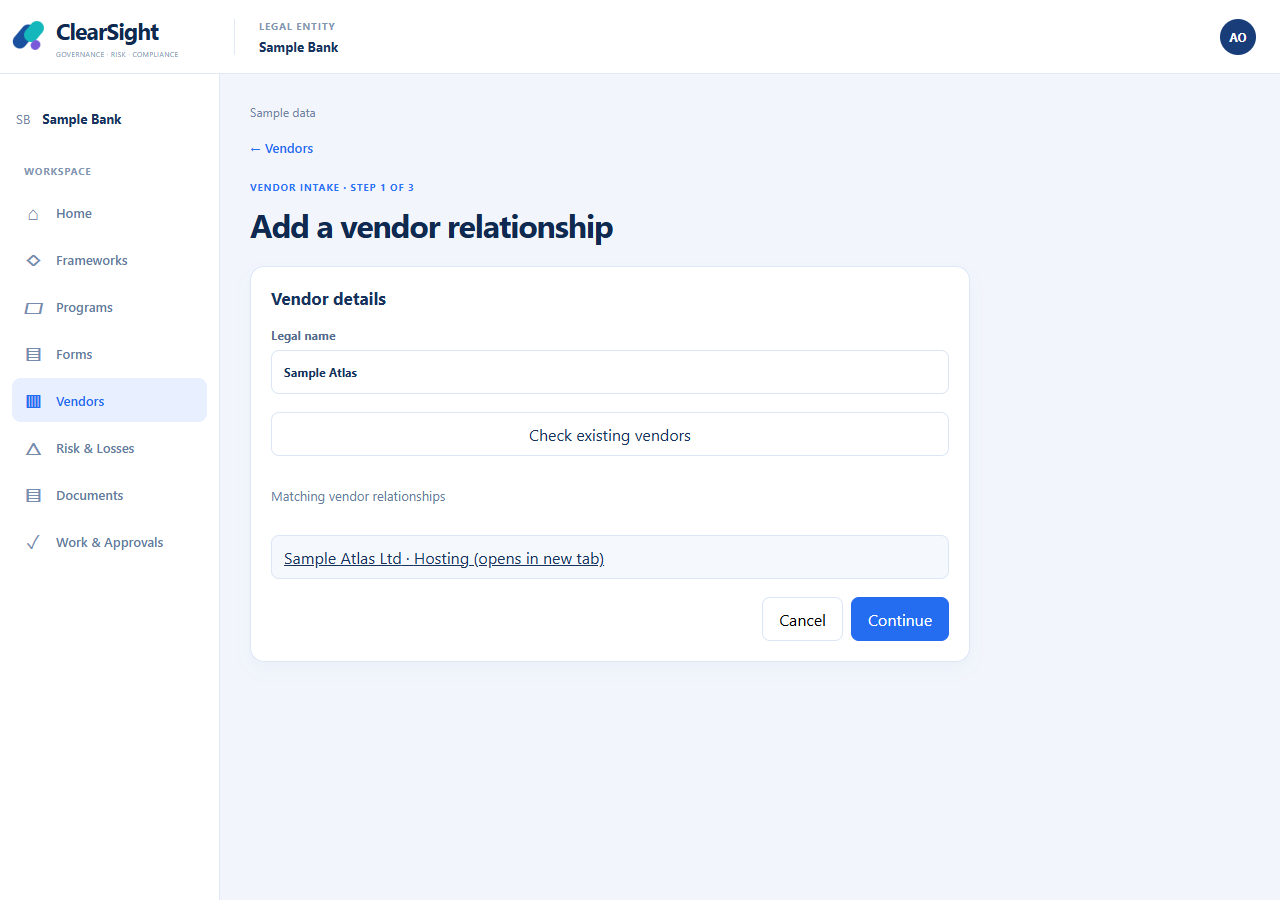 ClearSight
GOVERNANCE · RISK · COMPLIANCE
LEGAL ENTITY
Sample Bank
AO
SB Sample Bank
WORKSPACE
Home
Frameworks
Programs
Forms
Vendors
Risk & Losses
Documents
Work & Approvals
Sample data
← Vendors
VENDOR INTAKE · STEP 1 OF 3
Add a vendor relationship
Vendor details
Legal name
Sample Atlas
Check existing vendors
Matching vendor relationships
Sample Atlas Ltd · Hosting (opens in new tab)
Cancel Continue